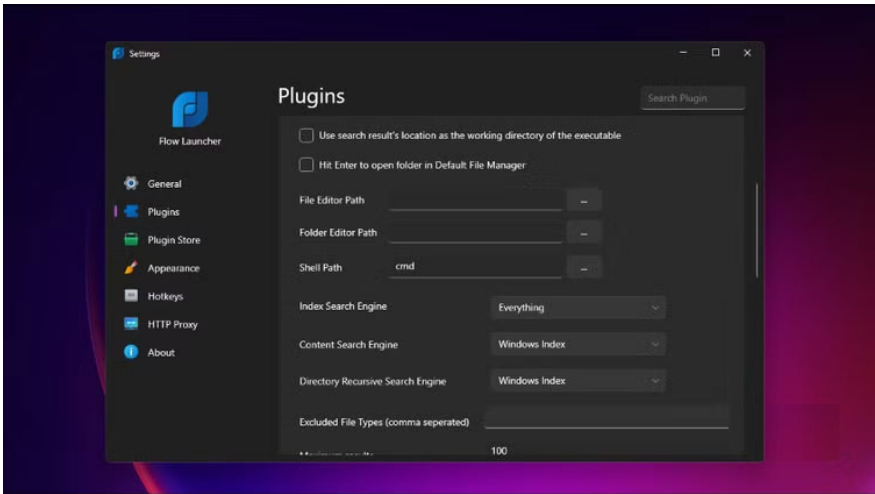 Settings
Flow Launcher
General
Plugins
Plugin Store
Appearance
Hotkeys
HTTP Proxy
About
Plugins
Search Plugin
Use search result's location as the working directory of the executable
Hit Enter to open folder in Default File Manager
File Editor Path
Folder Editor Path
Shell Path cmd
Index Search Engine Everything
Content Search Engine Windows Index
Directory Recursive Search Engine Windows Index
Excluded File Types (comma seperated)
Maximum results 100